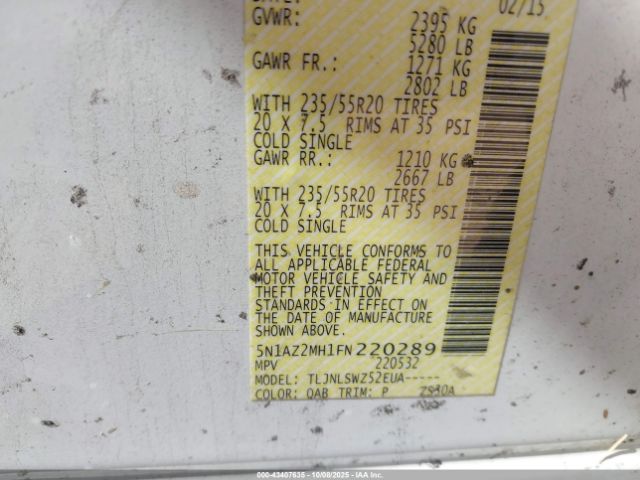 02/15
GVWR: 2395 KG
5280 LB
GAWR FR.: 1271 KG
2802 LB
WITH 235/55R20 TIRES
20 X 7.5 RIMS AT 35 PSI
COLD SINGLE
GAWR RR.: 1210 KG
2667 LB
WITH 235/55R20 TIRES
20 X 7.5 RIMS AT 35 PSI
COLD SINGLE
THIS VEHICLE CONFORMS TO
ALL APPLICABLE FEDERAL
MOTOR VEHICLE SAFETY AND
THEFT PREVENTION
STANDARDS IN EFFECT ON
THE DATE OF MANUFACTURE
SHOWN ABOVE.
5N1AZ2MH1FN220289
MPV 220532
MODEL: TLJNLSWZ52EUA-----
COLOR: QAB TRIM: P
000-43407635 - 10/08/2025 - IAAI, Inc.